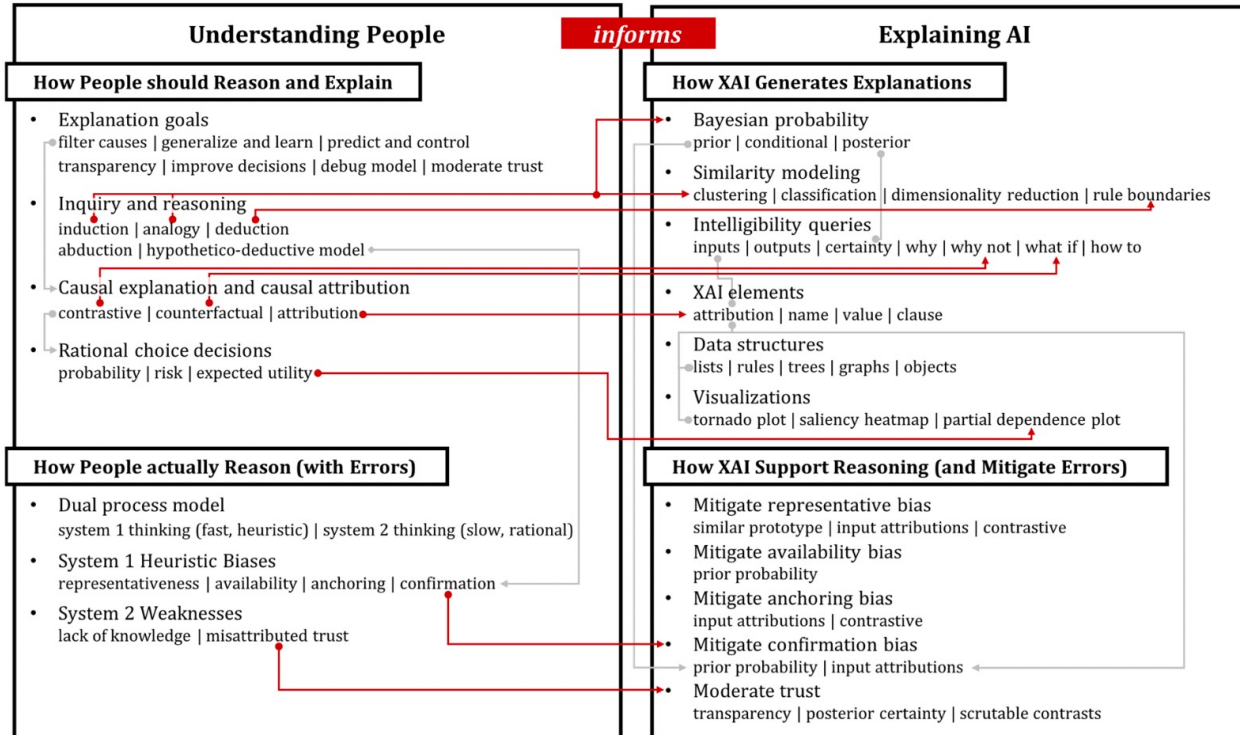 Understanding People
informs
Explaining AI
How People should Reason and Explain
• Explanation goals
filter causes | generalize and learn | predict and control
transparency | improve decisions | debug model | moderate trust
• Inquiry and reasoning
induction | analogy | deduction
abduction | hypothetico-deductive model
• Causal explanation and causal attribution
contrastive | counterfactual | attribution
• Rational choice decisions
probability | risk | expected utility
How People actually Reason (with Errors)
• Dual process model
system 1 thinking (fast, heuristic) | system 2 thinking (slow, rational)
• System 1 Heuristic Biases
representativeness | availability | anchoring | confirmation
• System 2 Weaknesses
lack of knowledge | misattributed trust
How XAI Generates Explanations
• Bayesian probability
prior | conditional | posterior
• Similarity modeling
clustering | classification | dimensionality reduction | rule boundaries
• Intelligibility queries
inputs | outputs | certainty | why | why not | what if | how to
• XAI elements
attribution | name | value | clause
• Data structures
lists | rules | trees | graphs | objects
• Visualizations
tornado plot | saliency heatmap | partial dependence plot
How XAI Support Reasoning (and Mitigate Errors)
• Mitigate representative bias
similar prototype | input attributions | contrastive
• Mitigate availability bias
prior probability
• Mitigate anchoring bias
input attributions | contrastive
• Mitigate confirmation bias
prior probability | input attributions
• Moderate trust
transparency | posterior certainty | scrutable contrasts